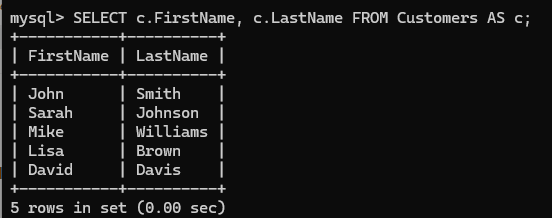 mysql> SELECT c.FirstName, c.LastName FROM Customers AS c;
+-----------+----------+
| FirstName | LastName |
+-----------+----------+
| John      | Smith    |
| Sarah     | Johnson  |
| Mike      | Williams |
| Lisa      | Brown    |
| David     | Davis    |
+-----------+----------+
5 rows in set (0.00 sec)